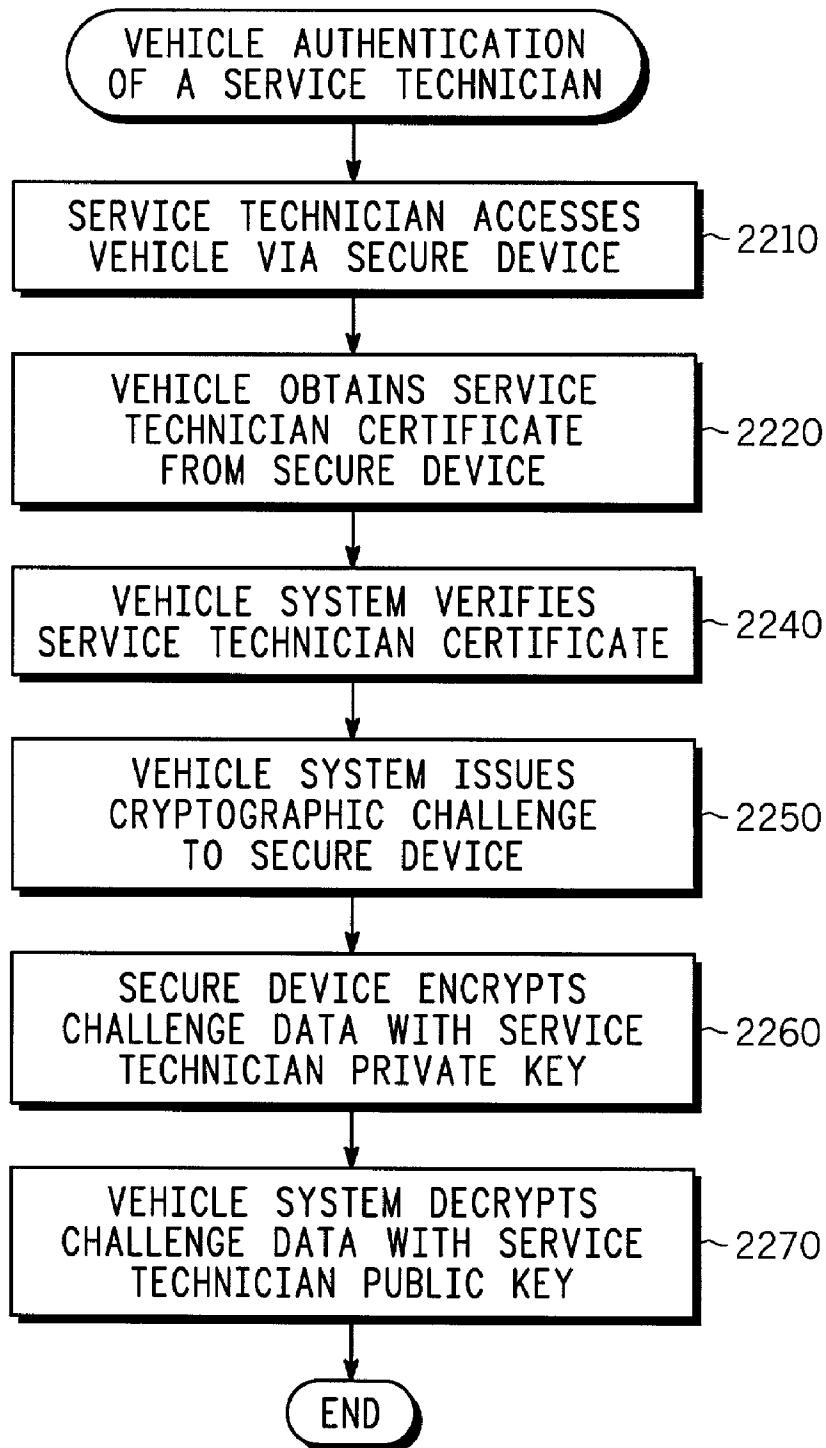 VEHICLE AUTHENTICATION
OF A SERVICE TECHNICIAN
SERVICE TECHNICIAN ACCESSES
VEHICLE VIA SECURE DEVICE
2210
VEHICLE OBTAINS SERVICE
TECHNICIAN CERTIFICATE
FROM SECURE DEVICE
2220
VEHICLE SYSTEM VERIFIES
SERVICE TECHNICIAN CERTIFICATE
2240
VEHICLE SYSTEM ISSUES
CRYPTOGRAPHIC CHALLENGE
TO SECURE DEVICE
2250
SECURE DEVICE ENCRYPTS
CHALLENGE DATA WITH SERVICE
TECHNICIAN PRIVATE KEY
2260
VEHICLE SYSTEM DECRYPTS
CHALLENGE DATA WITH SERVICE
TECHNICIAN PUBLIC KEY
2270
END